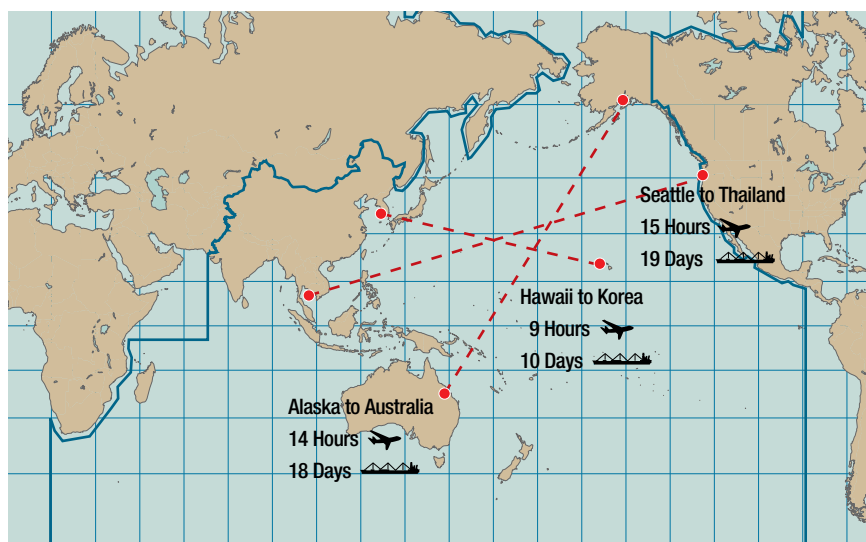 Seattle to Thailand
15 Hours
19 Days
Hawaii to Korea
9 Hours
10 Days
Alaska to Australia
14 Hours
18 Days